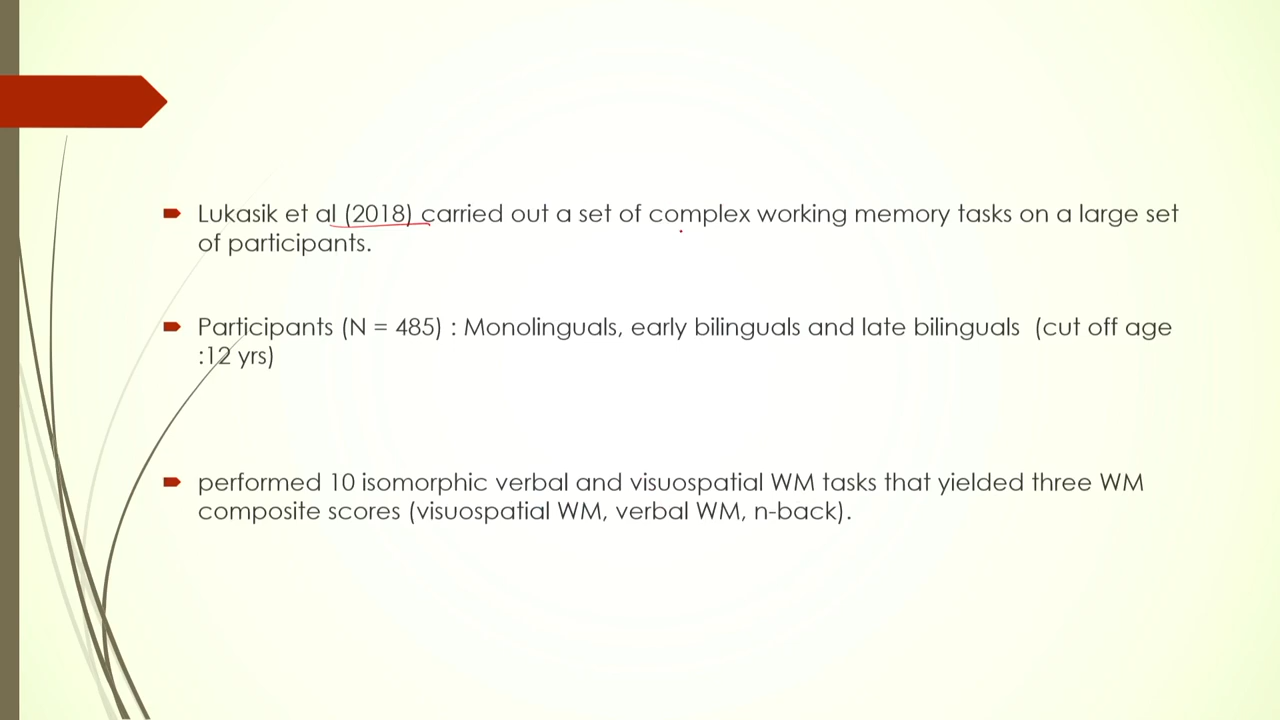 Lukasik et al (2018) carried out a set of complex working memory tasks on a large set
of participants.
Participants (N = 485) : Monolinguals, early bilinguals and late bilinguals (cut off age
:12 yrs)
performed 10 isomorphic verbal and visuospatial WM tasks that yielded three WM
composite scores (visuospatial WM, verbal WM, n-back).